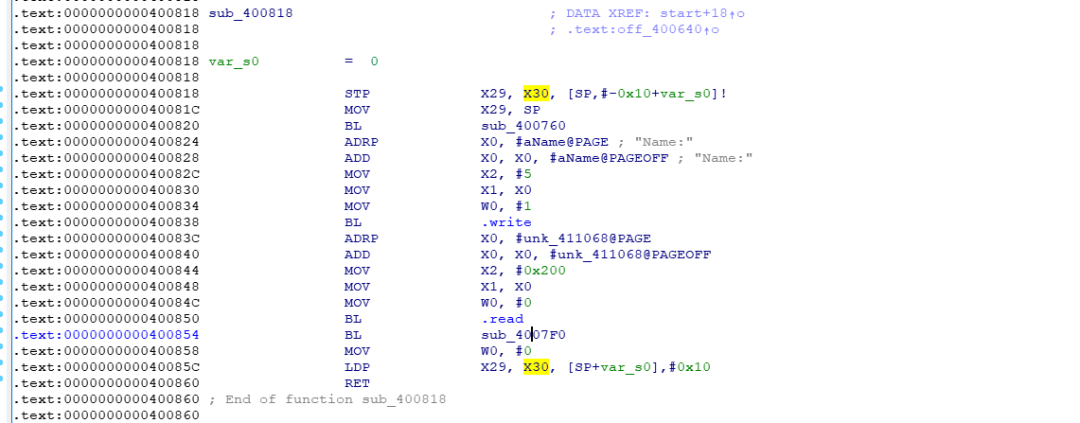 .text:0000000000400818 sub_400818 ; DATA XREF: start+18↑o
.text:0000000000400818 ; .text:off_400640↑o
.text:0000000000400818
.text:0000000000400818 var_s0 = 0
.text:0000000000400818
.text:0000000000400818 STP X29, X30, [SP,#-0x10+var_s0]!
.text:000000000040081C MOV X29, SP
.text:0000000000400820 BL sub_400760
.text:0000000000400824 ADRP X0, #aName@PAGE ; "Name:"
.text:0000000000400828 ADD X0, X0, #aName@PAGEOFF ; "Name:"
.text:000000000040082C MOV X2, #5
.text:0000000000400830 MOV X1, X0
.text:0000000000400834 MOV W0, #1
.text:0000000000400838 BL .write
.text:000000000040083C ADRP X0, #unk_411068@PAGE
.text:0000000000400840 ADD X0, X0, #unk_411068@PAGEOFF
.text:0000000000400844 MOV X2, #0x200
.text:0000000000400848 MOV X1, X0
.text:000000000040084C MOV W0, #0
.text:0000000000400850 BL .read
.text:0000000000400854 BL sub_4007F0
.text:0000000000400858 MOV W0, #0
.text:000000000040085C LDP X29, X30, [SP+var_s0],#0x10
.text:0000000000400860 RET
.text:0000000000400860 ; End of function sub_400818
.text:0000000000400860